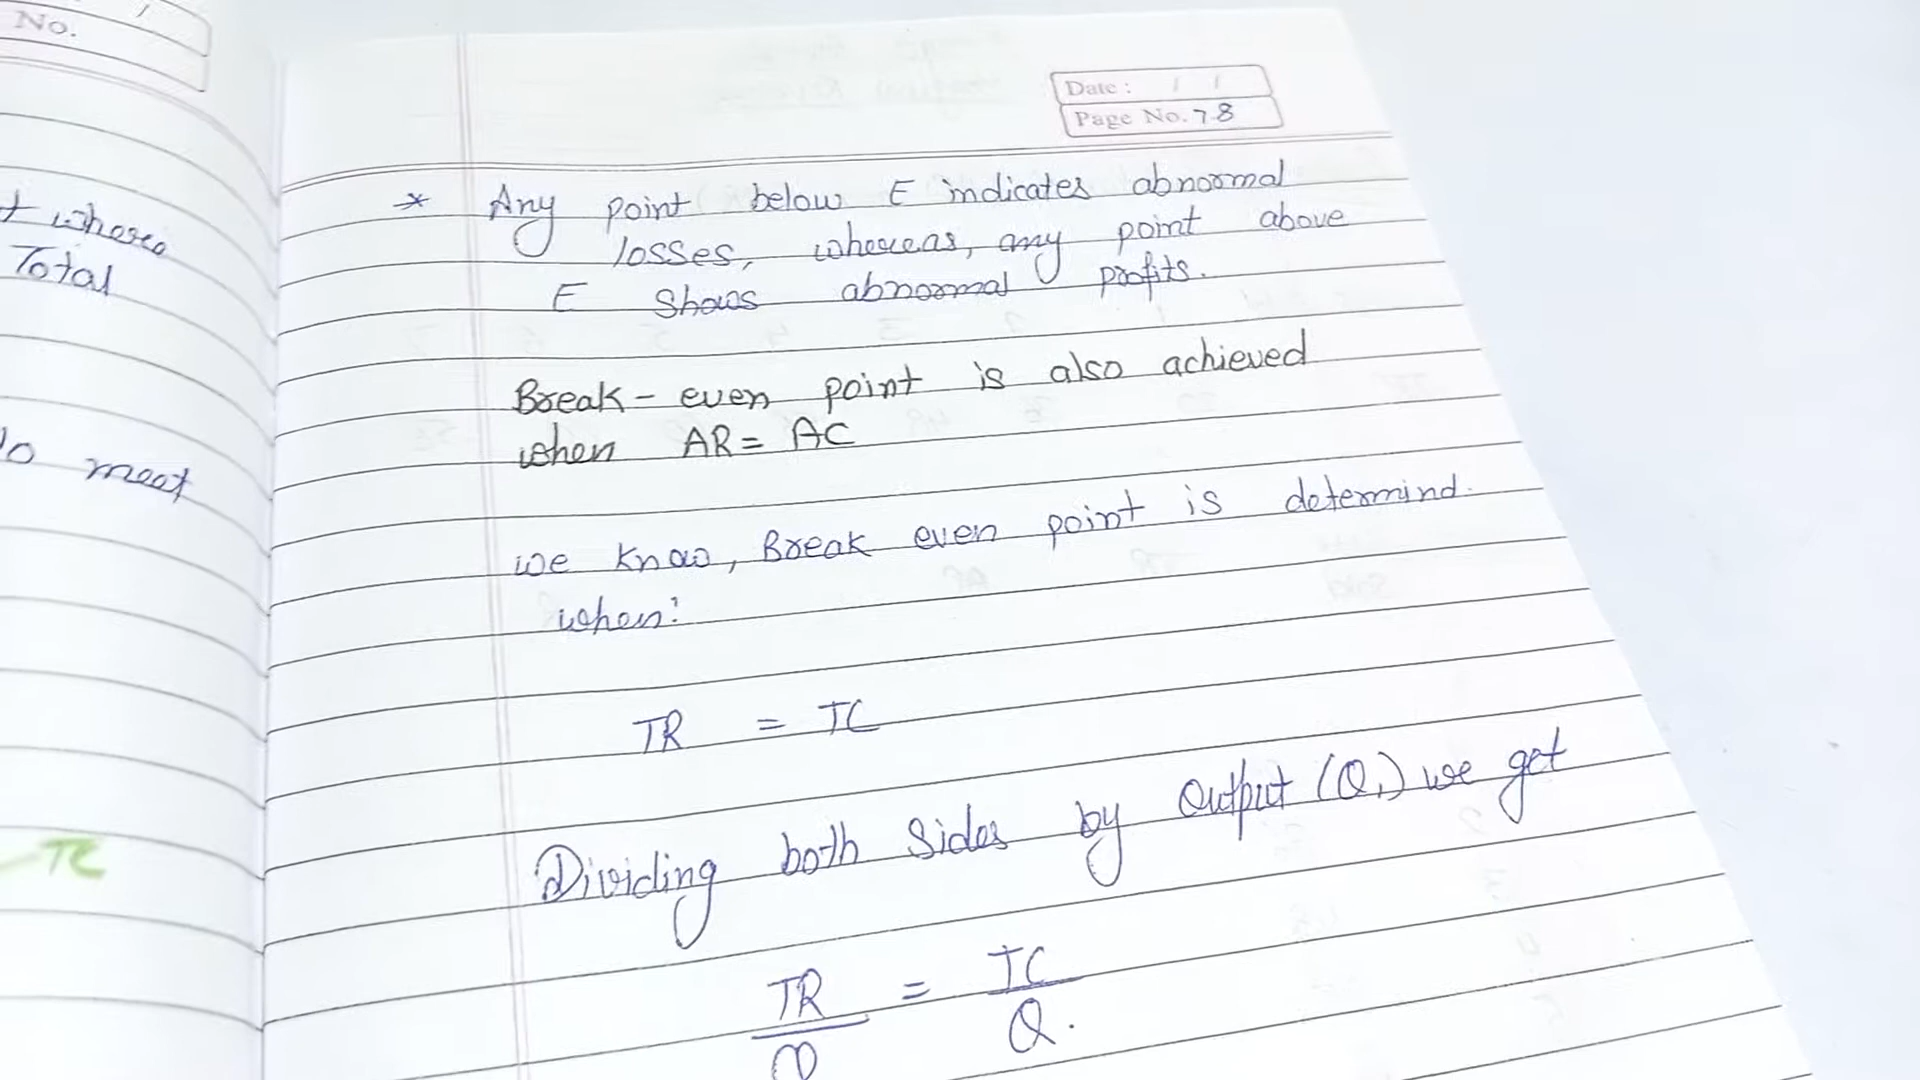 No.
whereo
Total
to meet
TC
Date : / /
Page No. 78
* Any point below E indicates abnormal
losses, whereas, any point above
E shows abnormal profits.
Break - even point is also achieved
when AR = AC
we know, Break even point is determind.
when:
TR = TC
Dividing both Sides by output (Q,) we get
TR = TC
Q Q.